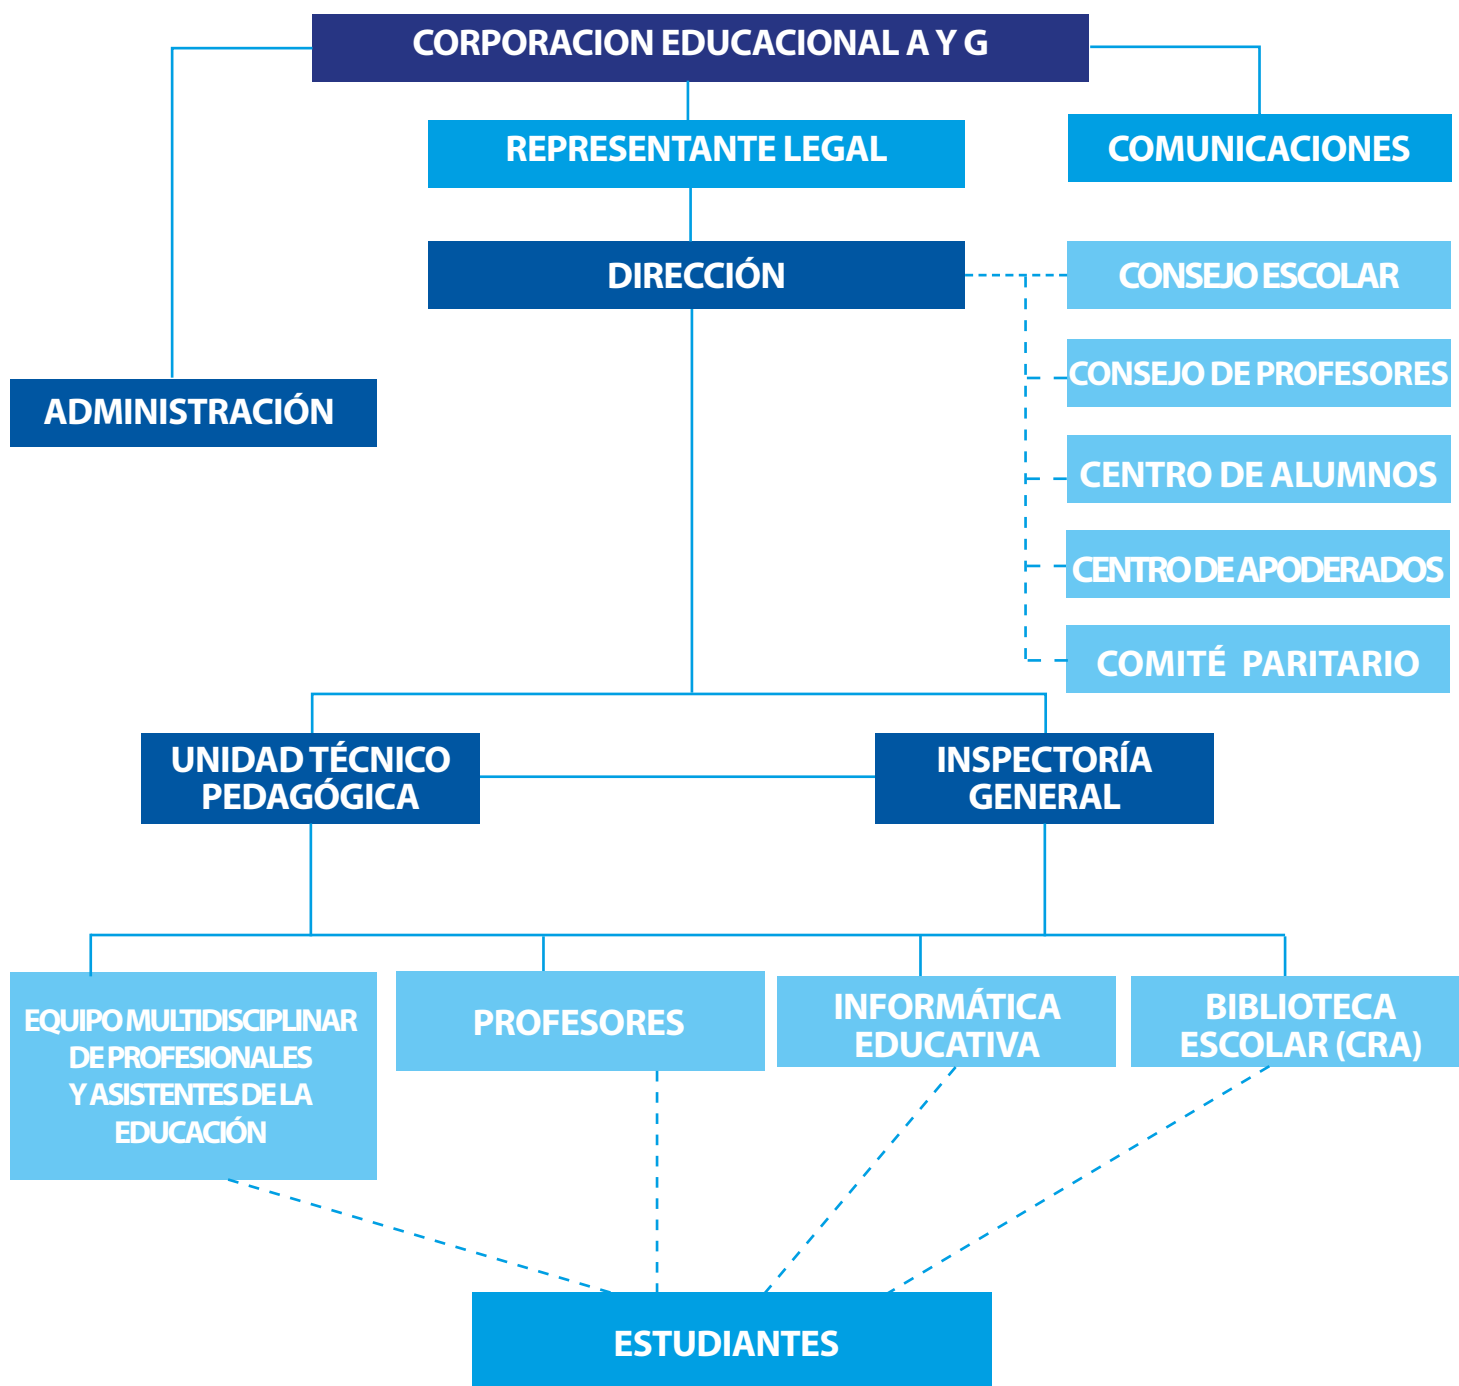 CORPORACION EDUCACIONAL A Y G
REPRESENTANTE LEGAL
COMUNICACIONES
DIRECCIÓN
CONSEJO ESCOLAR
CONSEJO DE PROFESORES
ADMINISTRACIÓN
CENTRO DE ALUMNOS
CENTRO DE APODERADOS
COMITÉ PARITARIO
UNIDAD TÉCNICO
PEDAGÓGICA
INSPECTORÍA
GENERAL
EQUIPO MULTIDISCIPLINAR
DE PROFESIONALES
Y ASISTENTES DE LA
EDUCACIÓN
PROFESORES
INFORMÁTICA
EDUCATIVA
BIBLIOTECA
ESCOLAR (CRA)
ESTUDIANTES